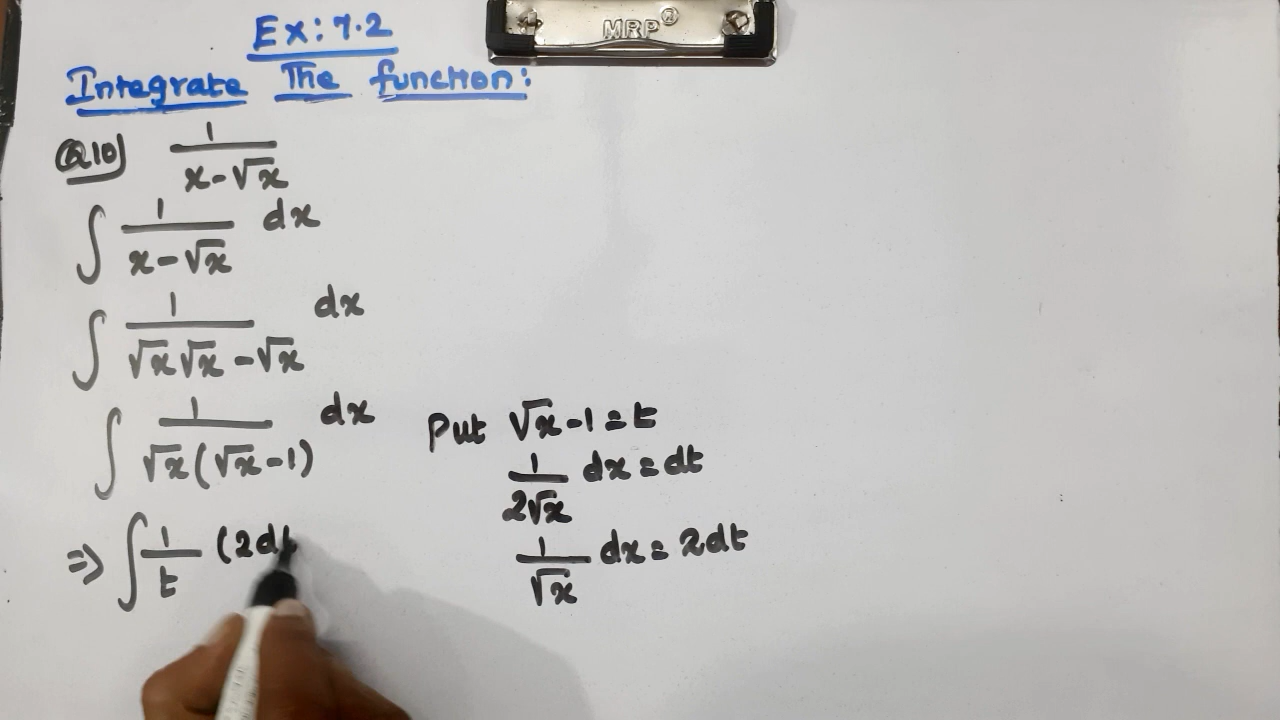 MRP®
Ex: 7.2
Integrate The function:
Q10) 1/(x-√x)
∫ 1/(x-√x) dx
∫ 1/(√x√x-√x) dx
∫ 1/(√x(√x-1)) dx
Put √x-1=t
1/(2√x) dx=dt
1/√x dx=2dt
=> ∫ 1/t (2dt